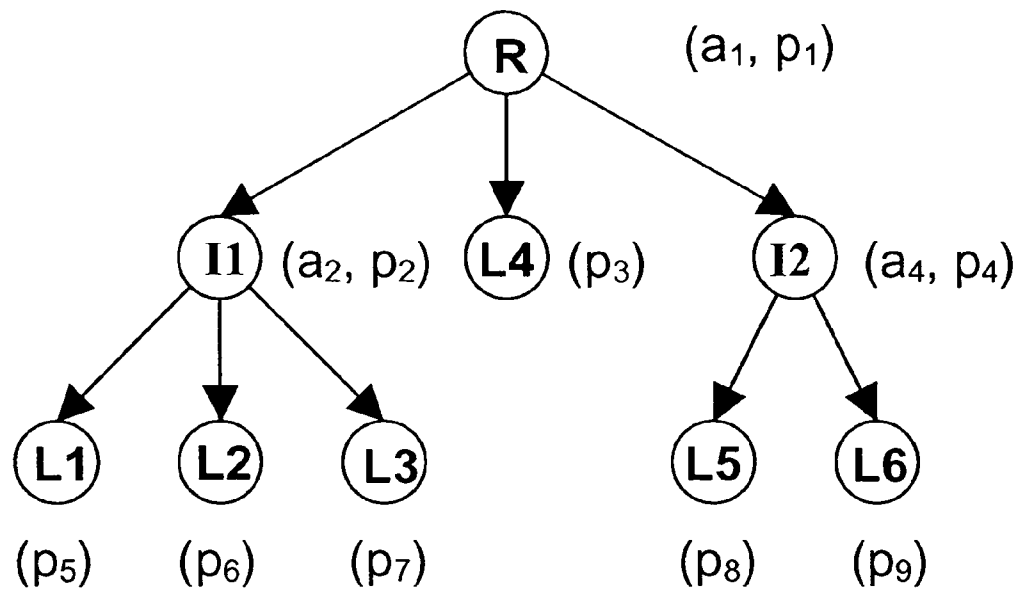 R (a₁, p₁)
I1 (a₂, p₂) L4 (p₃) I2 (a₄, p₄)
L1 L2 L3 L5 L6
(p₅) (p₆) (p₇) (p₈) (p₉)